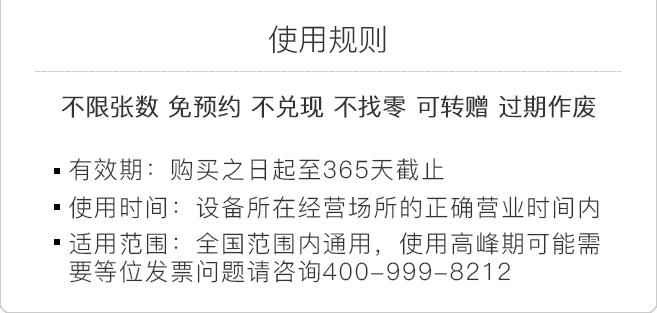 使用规则
不限张数 免预约 不兑现 不找零 可转赠 过期作废
▪ 有效期：购买之日起至365天截止
▪ 使用时间：设备所在经营场所的正确营业时间内
▪ 适用范围：全国范围内通用，使用高峰期可能需
要等位发票问题请咨询400-999-8212